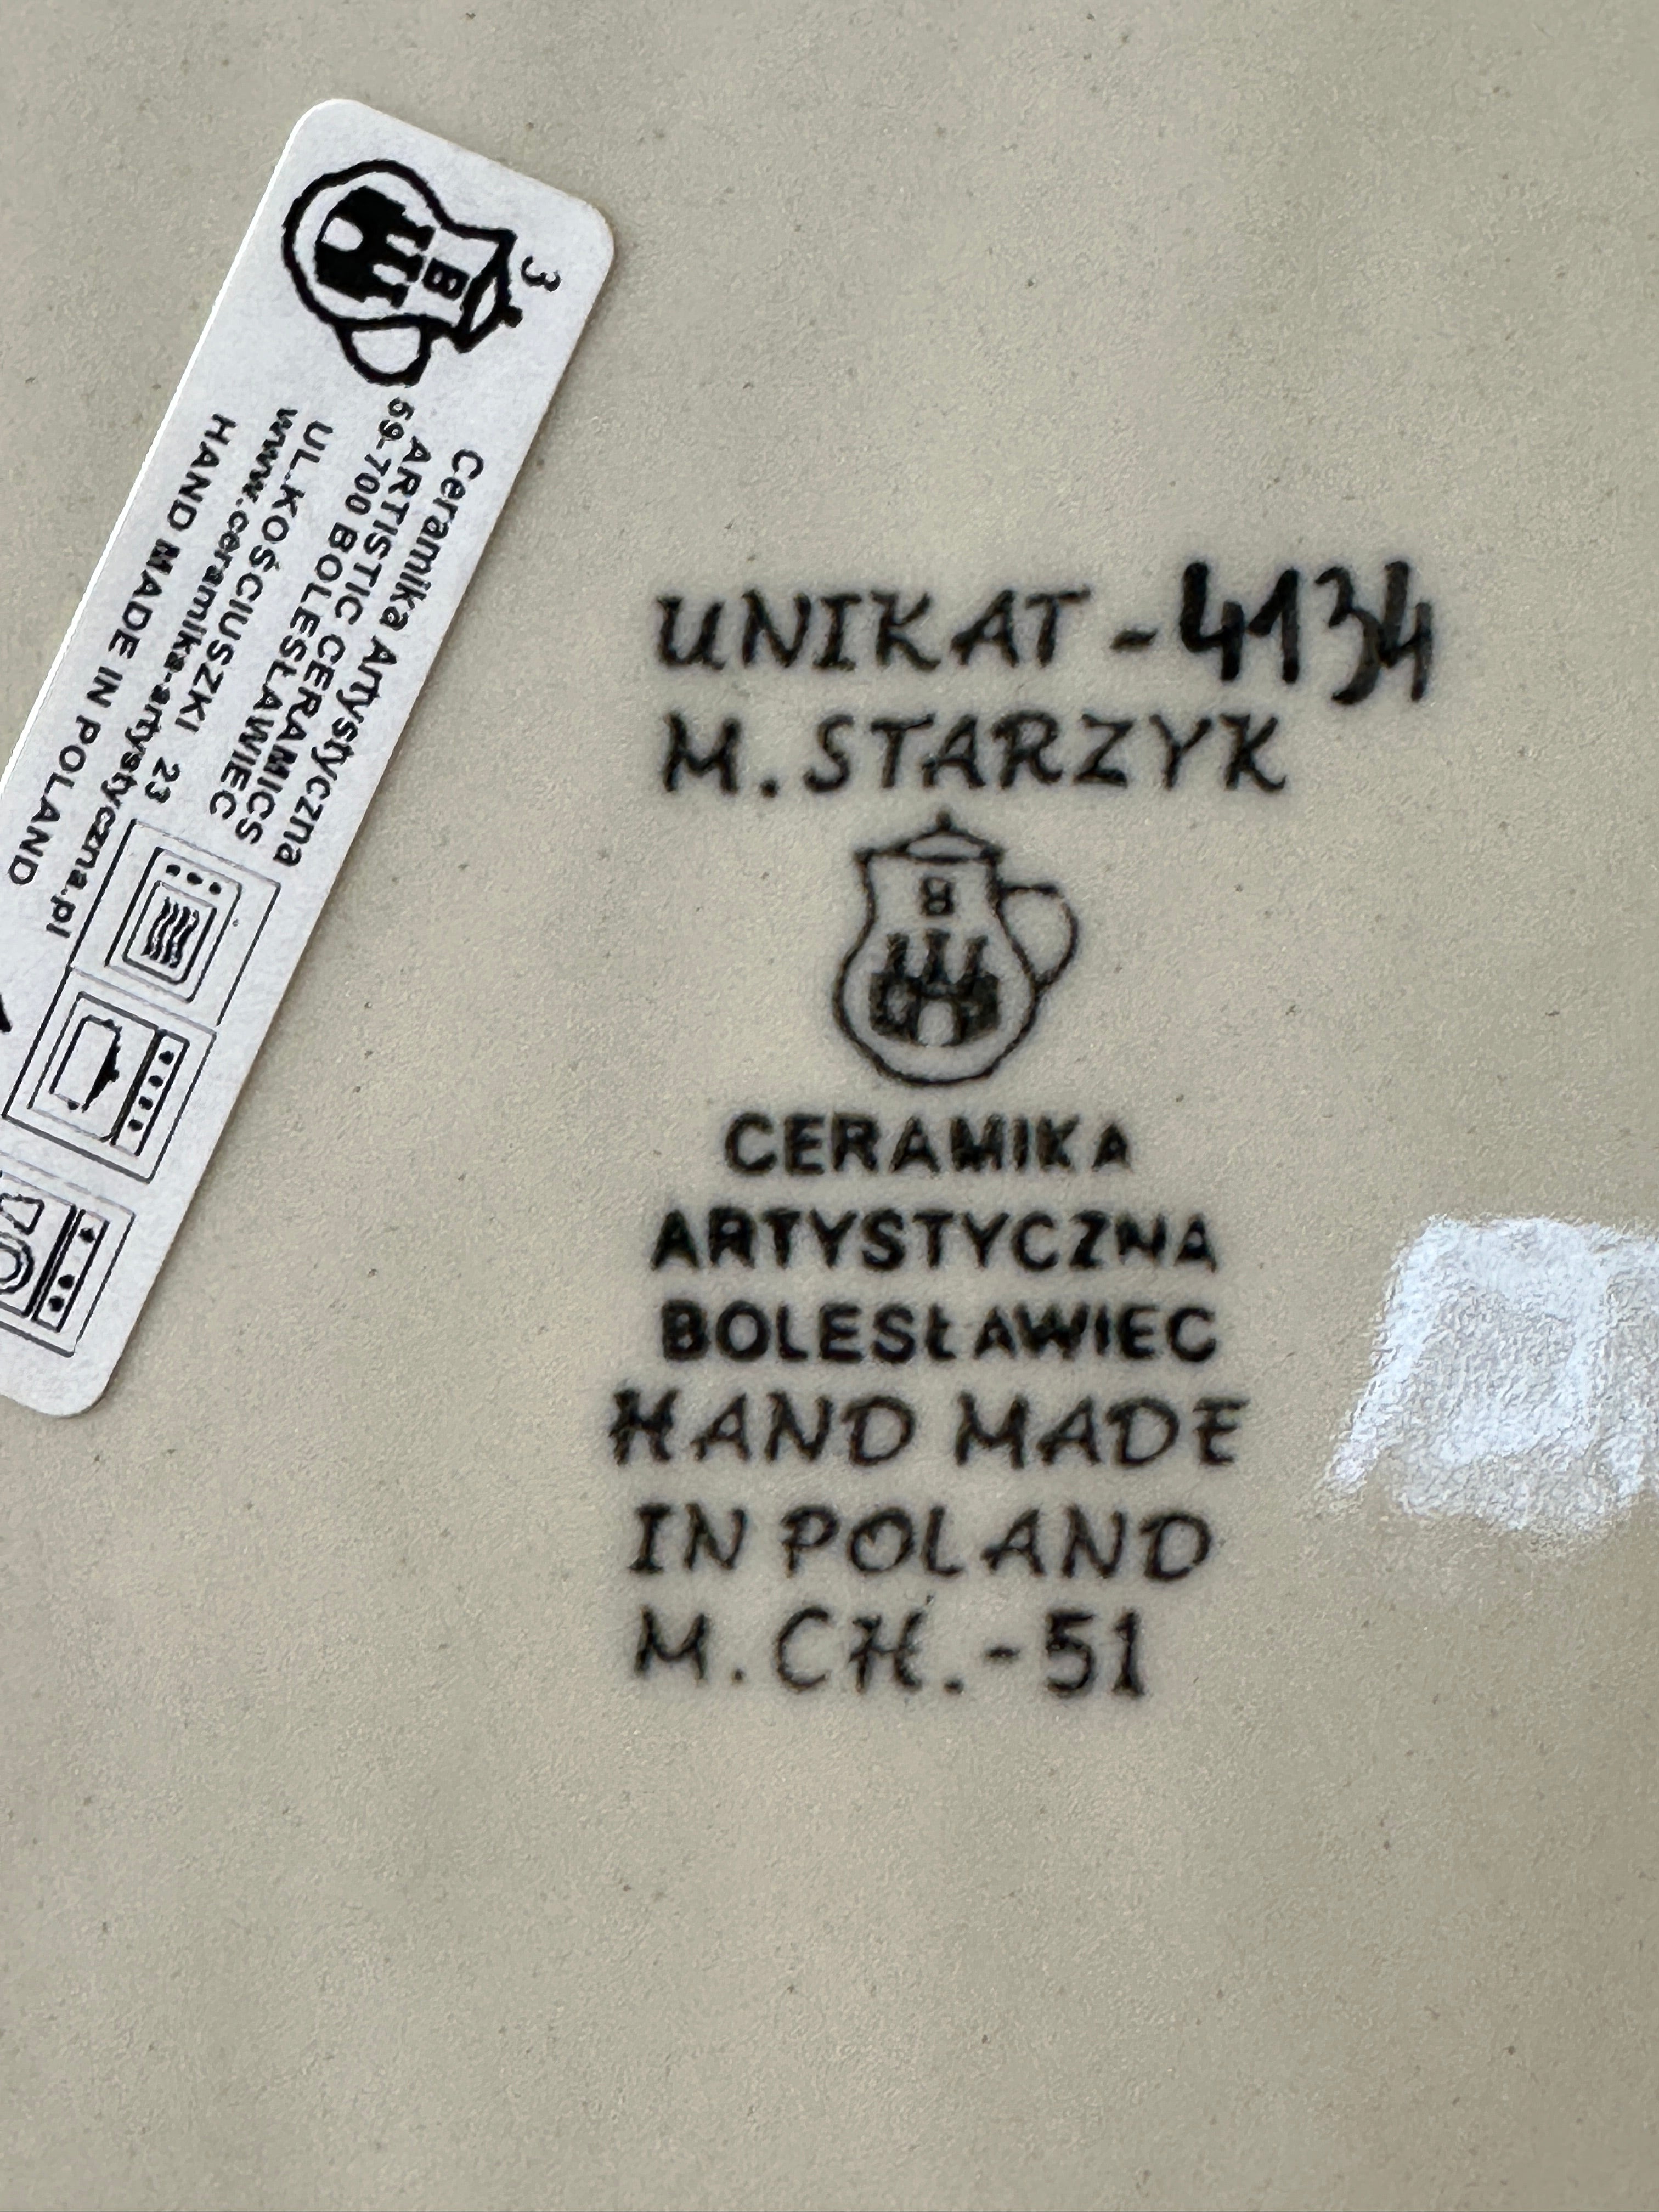 3
B
Ceramika Artystyczna
ARTISTIC CERAMICS
59-700 BOLESŁAWIEC
UL.KOŚCIUSZKI 23
www.ceramika-artystyczna.pl
HAND MADE IN POLAND
UNIKAT - 4134
M. STARZYK
B
CERAMIKA
ARTYSTYCZNA
BOLESŁAWIEC
HAND MADE
IN POLAND
M. CH. - 51